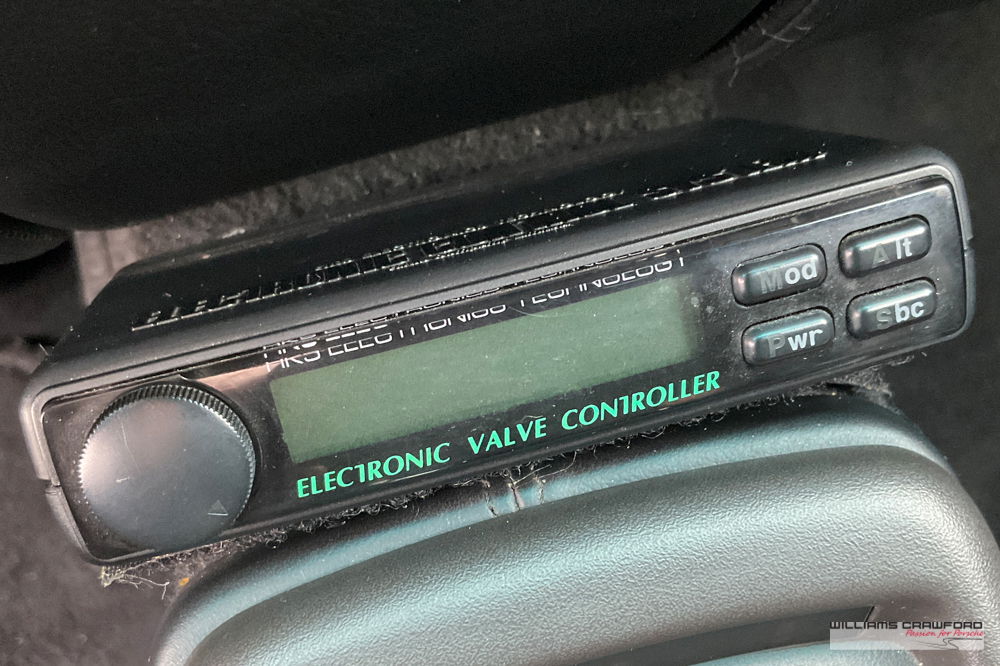 HKS ELECTRONICS TECHNOLOGY
Mod
Alt
Pwr
Sbc
ELECTRONIC VALVE CONTROLLER
WILLIAMS CRAWFORD
Passion for Porsche